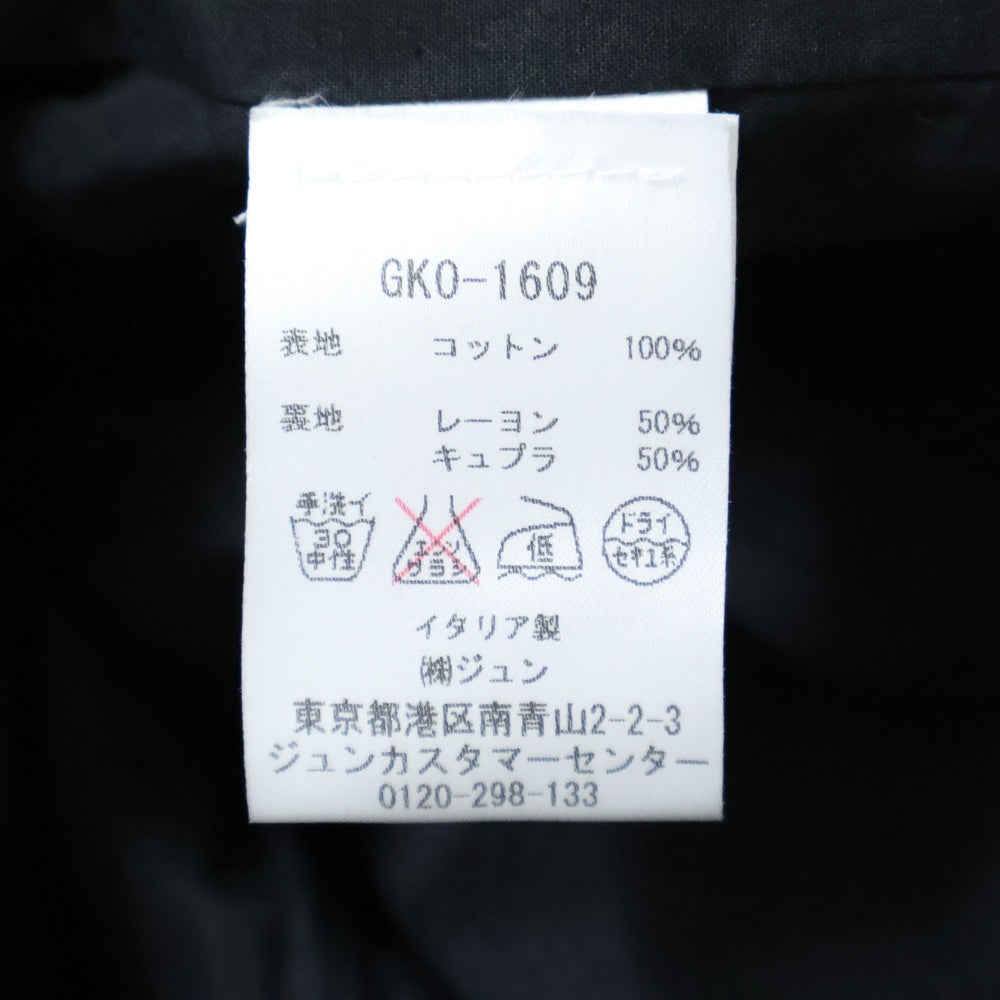 GKO-1609
表地 コットン 100%
裏地 レーヨン 50%
キュプラ 50%
手洗イ
30
中性
エンソ
サラシ
低
ドライ
セキユ系
イタリア製
㈱ジュン
東京都港区南青山2-2-3
ジュンカスタマーセンター
0120-298-133